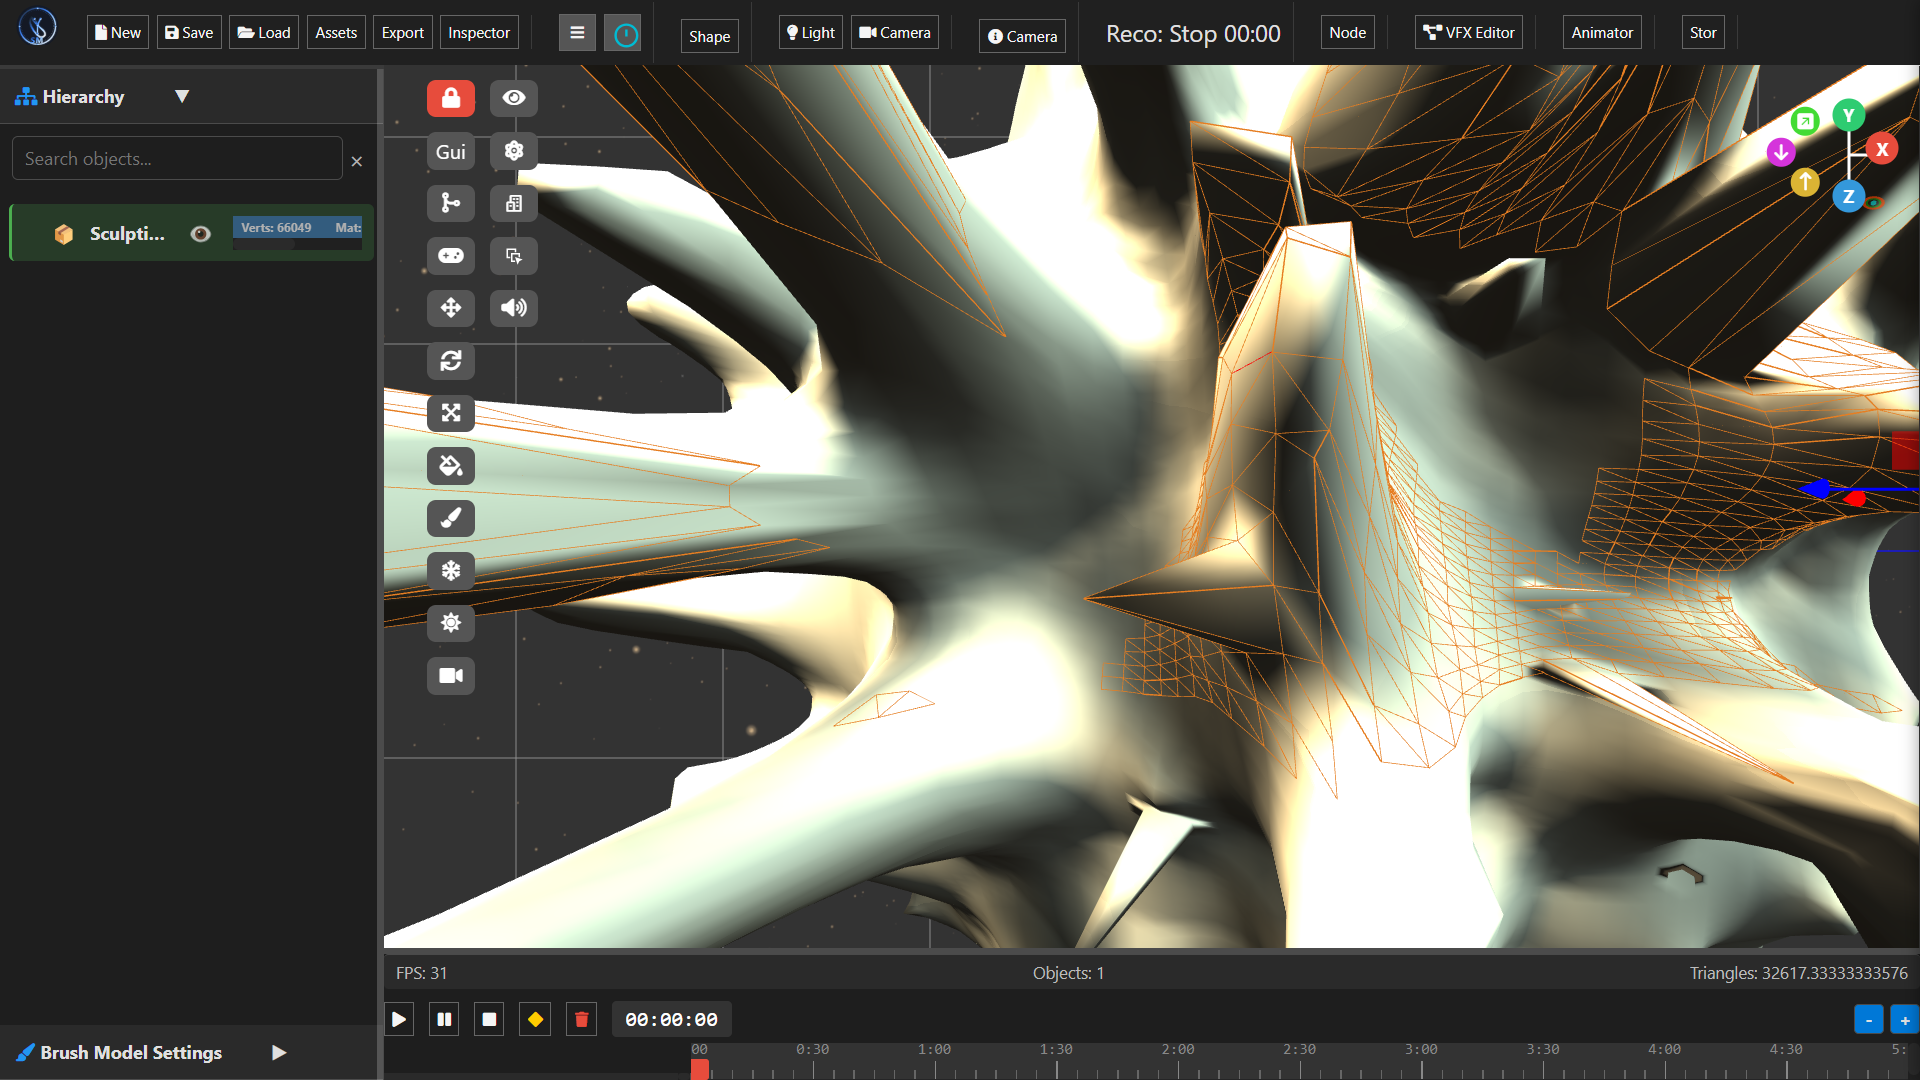 New
Save
Load
Assets
Export
Inspector
Shape
Light
Camera
Camera
Reco: Stop 00:00
Node
VFX Editor
Animator
Stor
Hierarchy
Search objects...
Sculpti...
Verts: 66049 Mat:
Gui
Y
X
Z
FPS: 31
Objects: 1
Triangles: 32617.33333333576
00:00:00
-
+
00 0:30 1:00 1:30 2:00 2:30 3:00 3:30 4:00 4:30 5:
Brush Model Settings